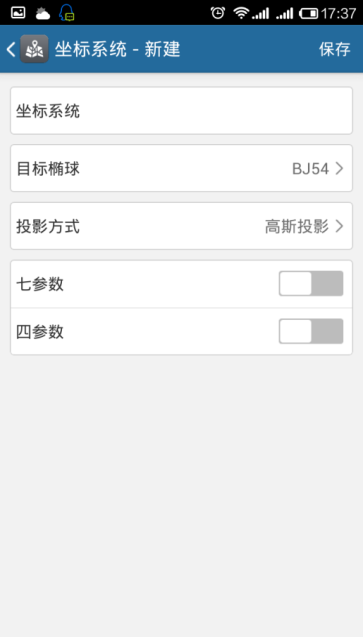 17:37
坐标系统 - 新建
保存
坐标系统
目标椭球 BJ54
投影方式 高斯投影
七参数
四参数